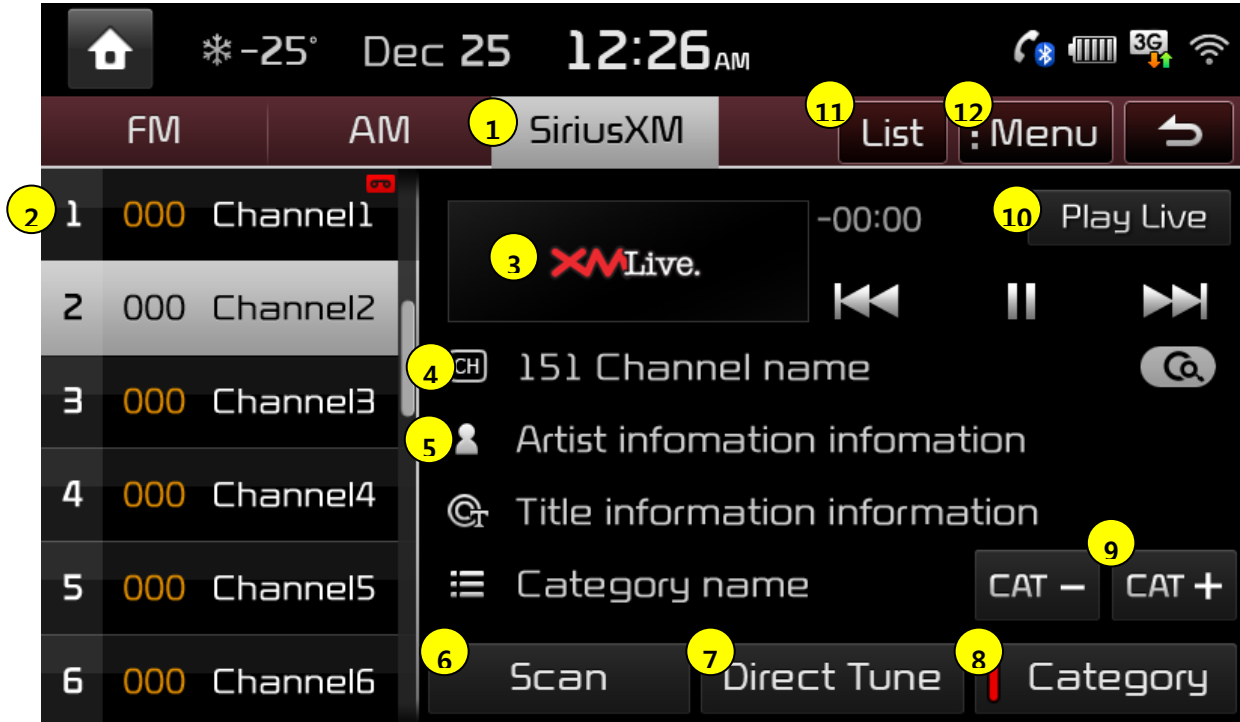 -25° Dec 25 12:26 AM 3G
FM AM 1 SiriusXM 11 List 12 : Menu
2 1 000 Channel1
2 000 Channel2
3 000 Channel3
4 000 Channel4
5 000 Channel5
6 000 Channel6
3 XMLive. -00:00 10 Play Live
4 CH 151 Channel name
5 Artist infomation infomation
CT Title information information
Category name CAT − 9 CAT +
6 Scan 7 Direct Tune 8 Category